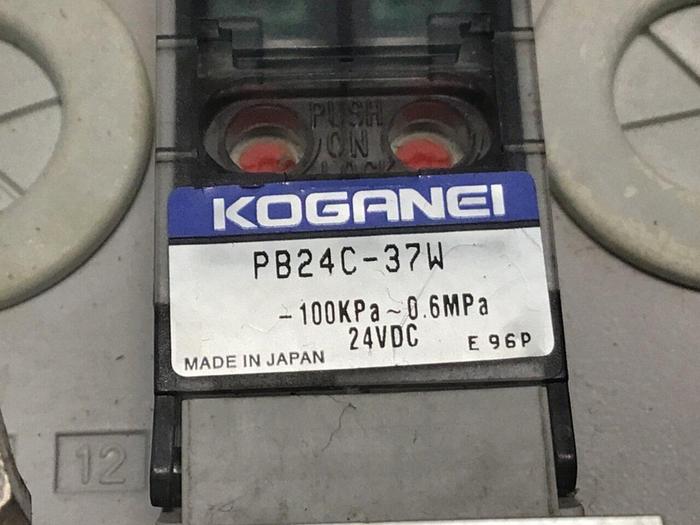 PUSH
ON
LOCK
KOGANEI
PB24C-37W
-100KPa~0.6MPa
24VDC
E 96P
MADE IN JAPAN
12